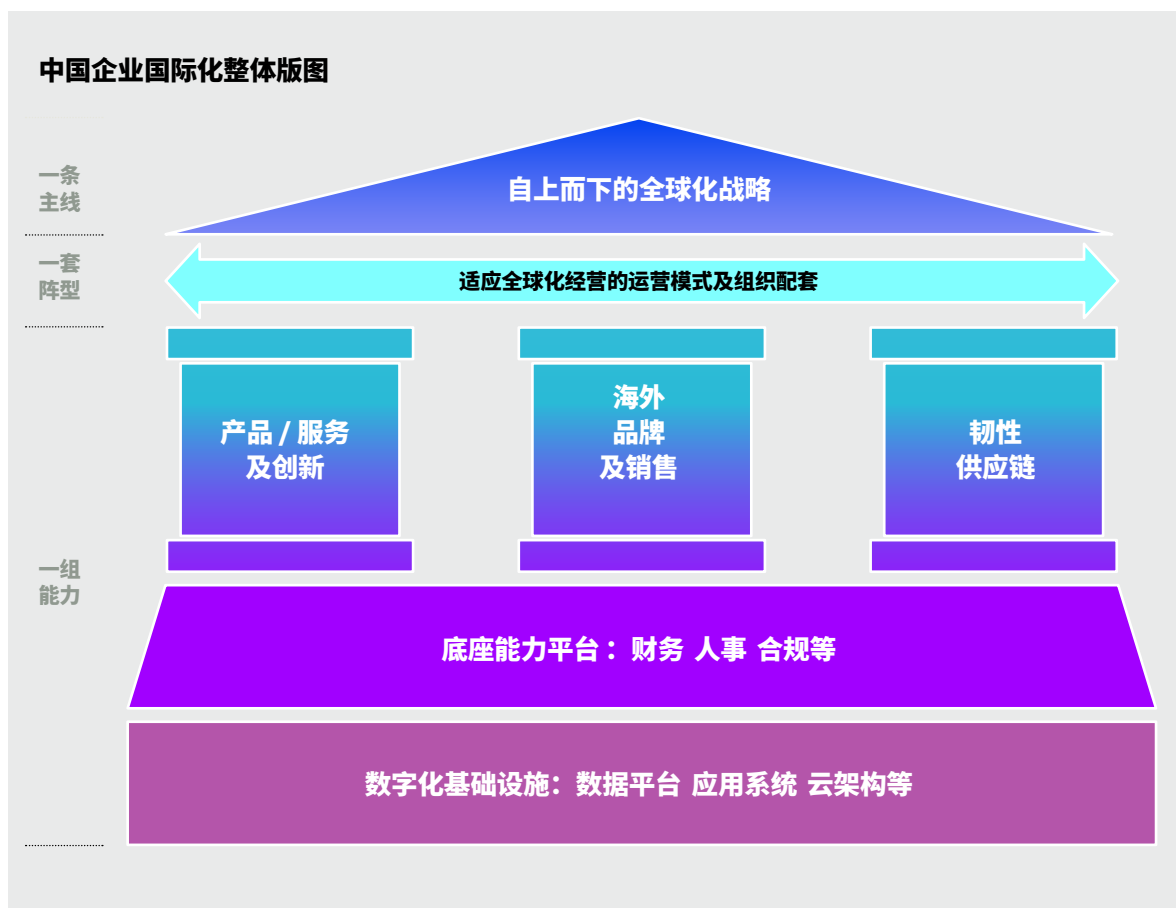 中国企业国际化整体版图
一条
主线
自上而下的全球化战略
一套
阵型
适应全球化经营的运营模式及组织配套
产品 / 服务
及创新
海外
品牌
及销售
韧性
供应链
一组
能力
底座能力平台：财务 人事 合规等
数字化基础设施：数据平台 应用系统 云架构等